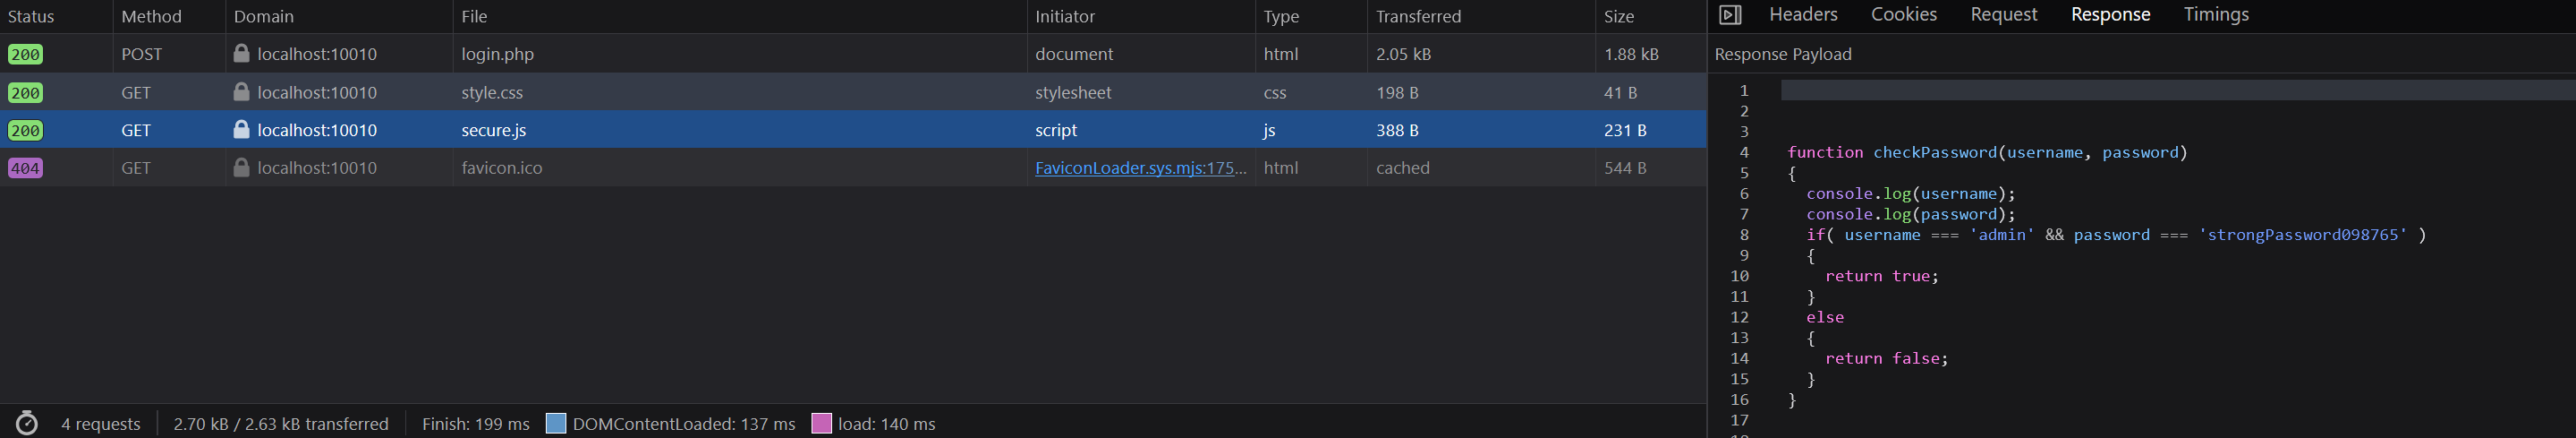 Status Method Domain File Initiator Type Transferred Size
200 POST localhost:10010 login.php document html 2.05 kB 1.88 kB
200 GET localhost:10010 style.css stylesheet css 198 B 41 B
200 GET localhost:10010 secure.js script js 388 B 231 B
404 GET localhost:10010 favicon.ico FaviconLoader.sys.mjs:175... html cached 544 B
4 requests 2.70 kB / 2.63 kB transferred Finish: 199 ms DOMContentLoaded: 137 ms load: 140 ms
Headers Cookies Request Response Timings
Response Payload
1
2
3
4 function checkPassword(username, password)
5 {
6 console.log(username);
7 console.log(password);
8 if( username === 'admin' && password === 'strongPassword098765' )
9 {
10 return true;
11 }
12 else
13 {
14 return false;
15 }
16 }
17